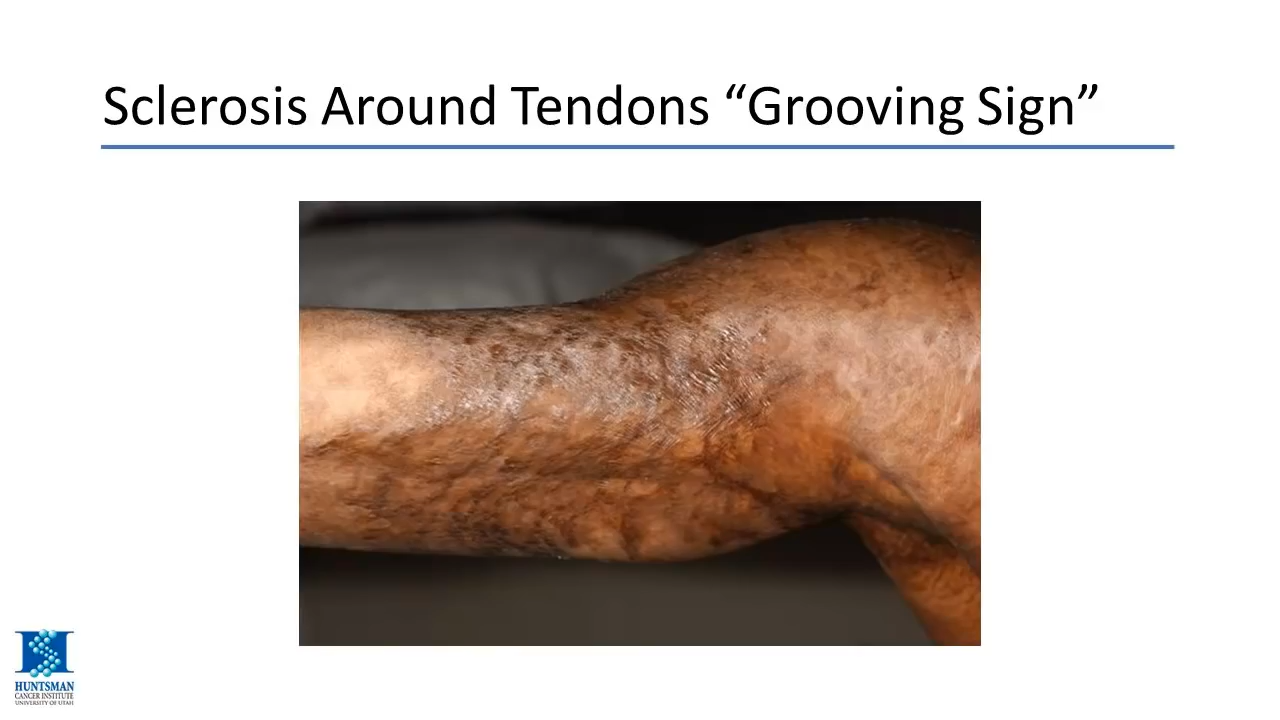 Sclerosis Around Tendons “Grooving Sign”
HUNTSMAN
CANCER INSTITUTE
UNIVERSITY OF UTAH